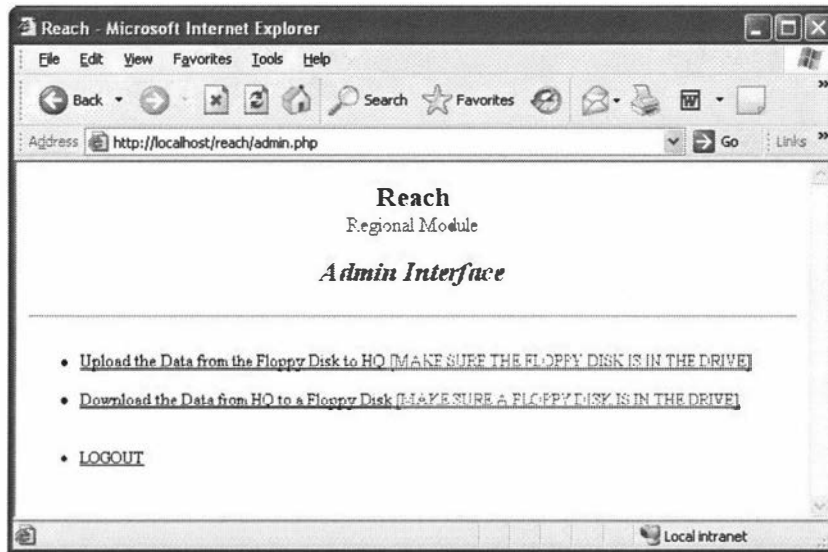 Reach - Microsoft Internet Explorer
File Edit View Favorites Tools Help
Back Search Favorites »
Address http://localhost/reach/admin.php Go Links »
Reach
Regional Module
Admin Interface
• Upload the Data from the Floppy Disk to HQ [MAKE SURE THE FLOPPY DISK IS IN THE DRIVE]
• Download the Data from HQ to a Floppy Disk [MAKE SURE A FLOPPY DISK IS IN THE DRIVE]
• LOGOUT
Local intranet